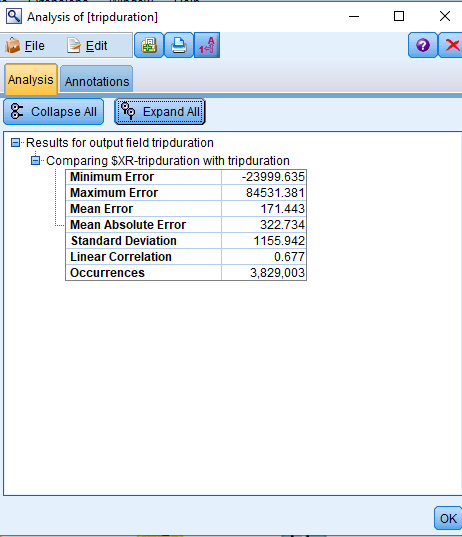 Analysis of [tripduration]
File Edit
Analysis Annotations
Collapse All Expand All
Results for output field tripduration
Comparing $XR-tripduration with tripduration
Minimum Error -23999.635
Maximum Error 84531.381
Mean Error 171.443
Mean Absolute Error 322.734
Standard Deviation 1155.942
Linear Correlation 0.677
Occurrences 3,829,003
OK